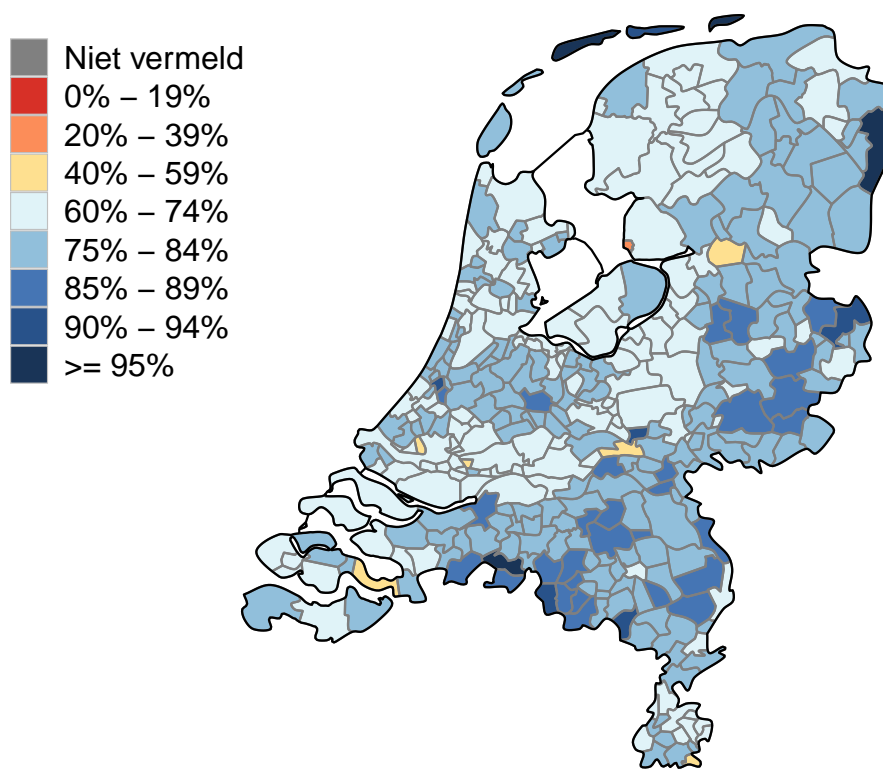 Niet vermeld
0% – 19%
20% – 39%
40% – 59%
60% – 74%
75% – 84%
85% – 89%
90% – 94%
>= 95%